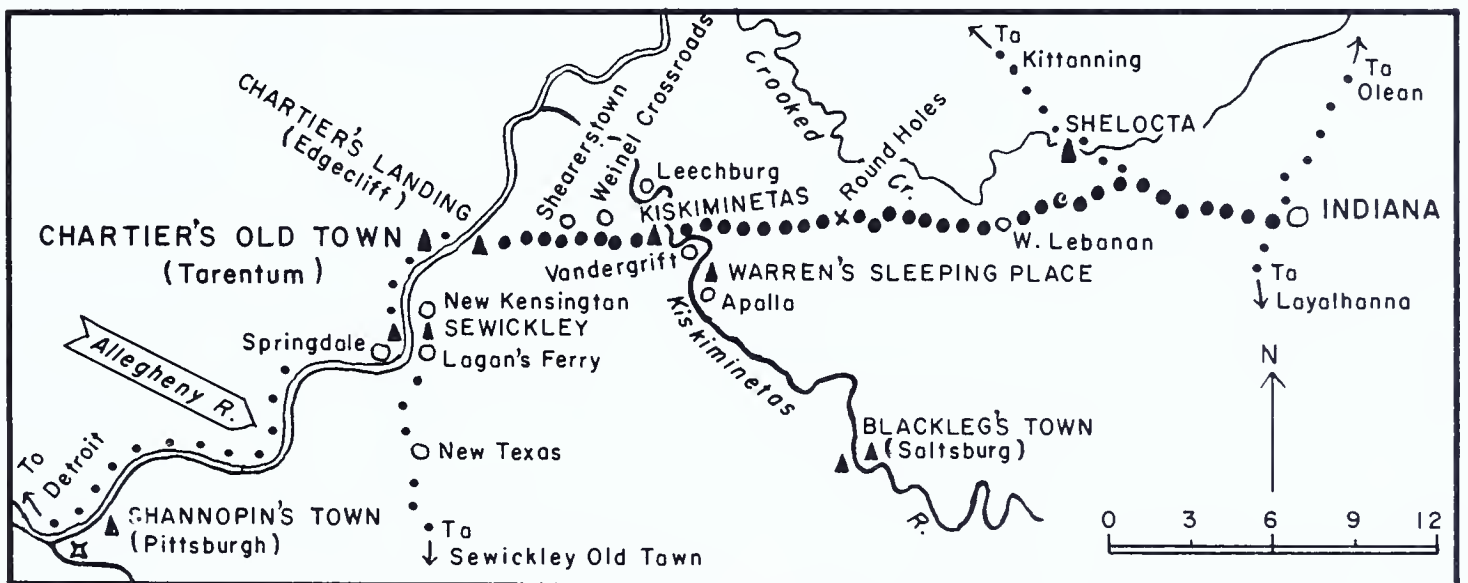 CHARTIER'S LANDING
(Edgecliff)
CHARTIER'S OLD TOWN
(Tarentum)
Shearerstown
Weinel Crossroads
Crooked
Cr.
Leechburg
KISKIMINETAS
Vandergrift
Round Holes
To
Kittanning
SHELOCTA
To
Olean
INDIANA
W. Lebanon
WARREN'S SLEEPING PLACE
Apollo
To
Loyalhanna
New Kensington
SEWICKLEY
Springdale
Logan's Ferry
Allegheny R.
Kiskiminetas
R.
New Texas
BLACKLEG'S TOWN
(Saltsburg)
To
Detroit
SHANNOPIN'S TOWN
(Pittsburgh)
To
Sewickley Old Town
N
0 3 6 9 12